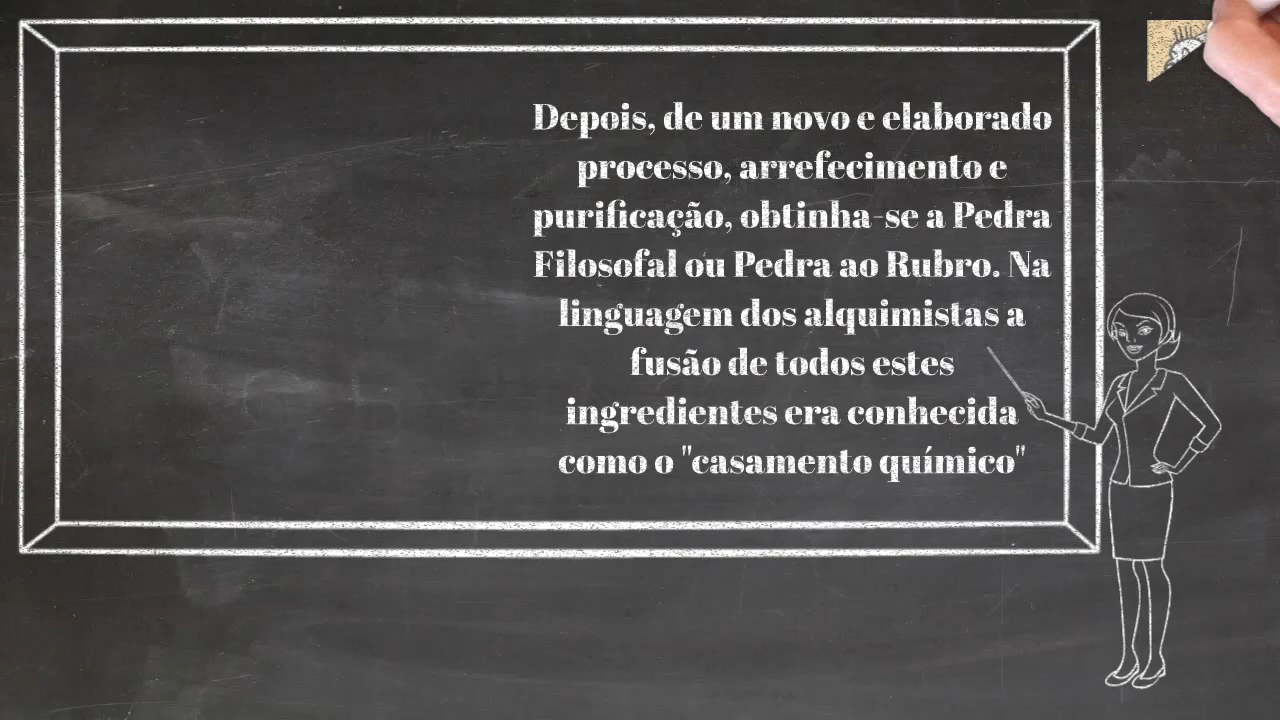 Depois, de um novo e elaborado
processo, arrefecimento e
purificação, obtinha-se a Pedra
Filosofal ou Pedra ao Rubro. Na
linguagem dos alquimistas a
fusão de todos estes
ingredientes era conhecida
como o "casamento químico"